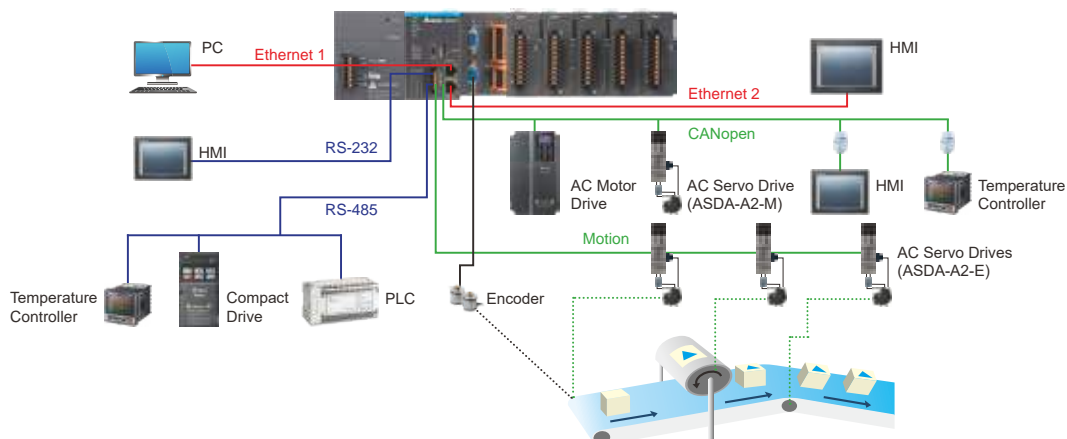 PC
Ethernet 1
HMI
Ethernet 2
CANopen
HMI
RS-232
AC Motor
Drive
AC Servo Drive
(ASDA-A2-M)
HMI
Temperature
Controller
RS-485
Motion
AC Servo Drives
(ASDA-A2-E)
Temperature
Controller
Compact
Drive
PLC
Encoder